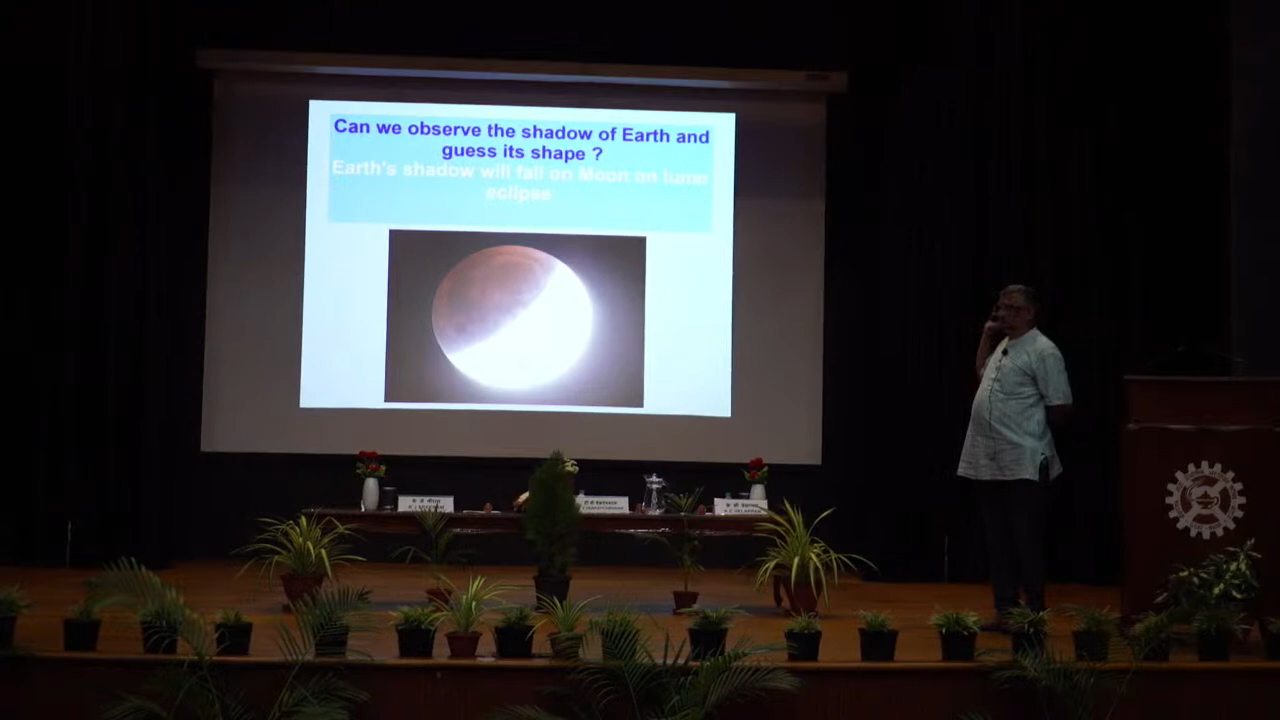 Can we observe the shadow of Earth and
guess its shape ?
Earth's shadow will fall on Moon on lunar
eclipse